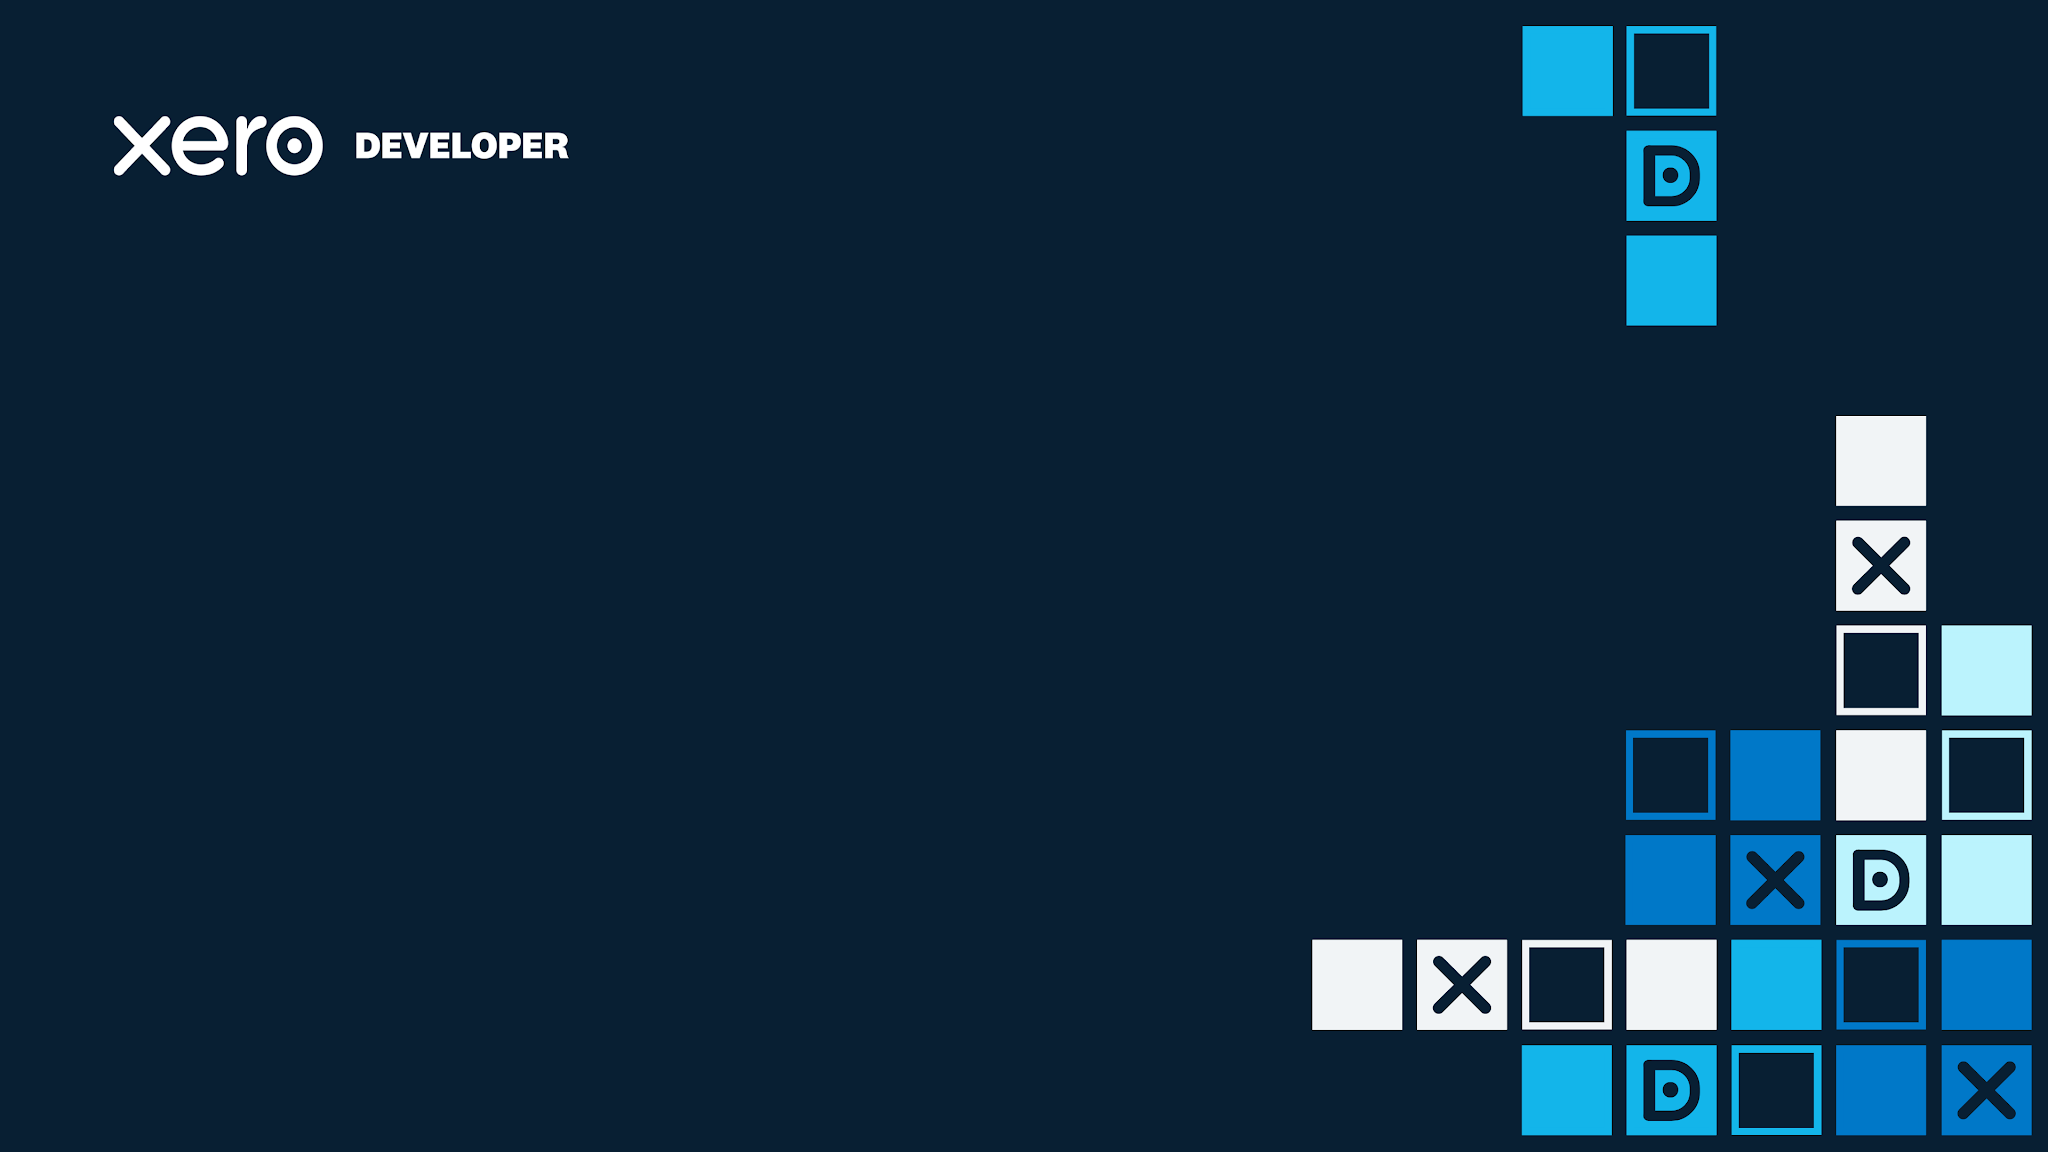 xero DEVELOPER
D
X
X D
X
D X